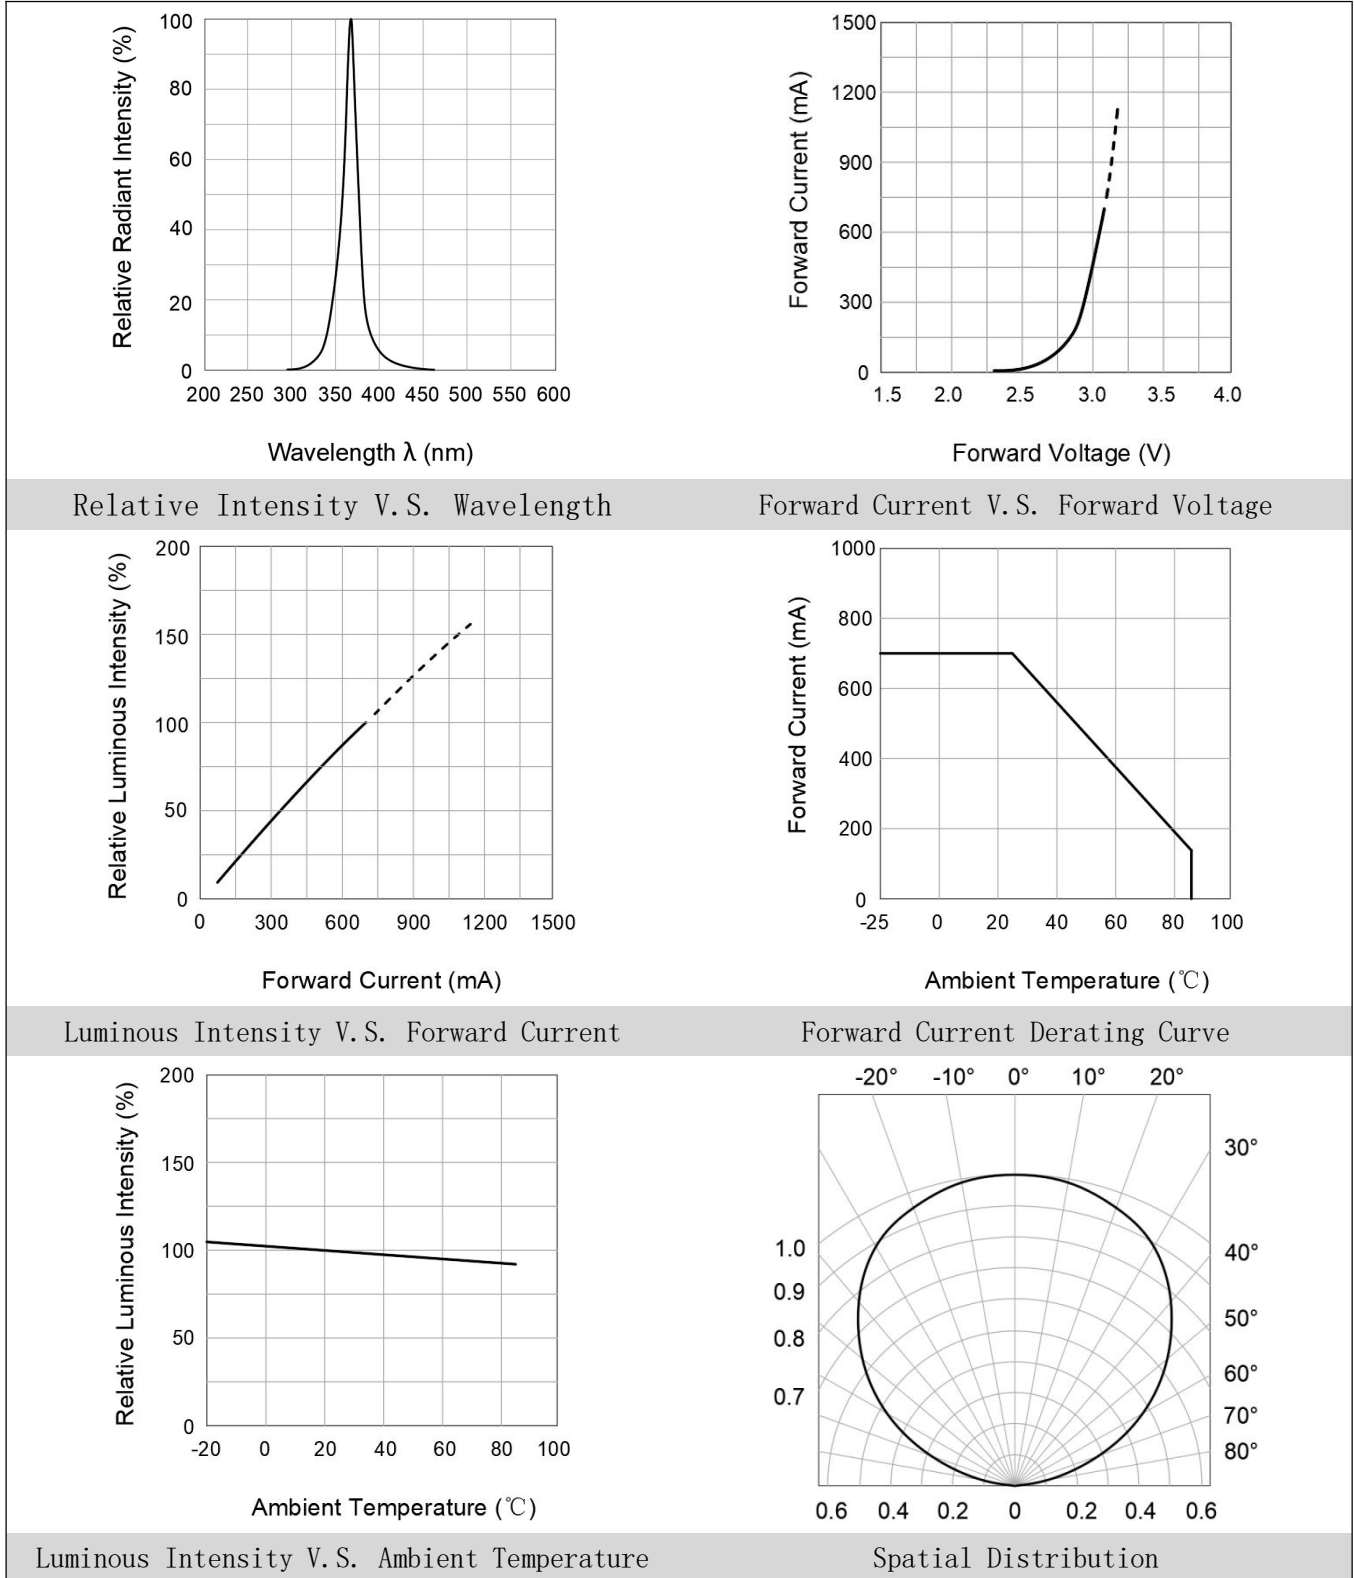 Relative Radiant Intensity (%)
100
80
60
40
20
0
200 250 300 350 400 450 500 550 600
Wavelength λ (nm)
Forward Current (mA)
1500
1200
900
600
300
0
1.5 2.0 2.5 3.0 3.5 4.0
Forward Voltage (V)
Relative Intensity V.S. Wavelength
Forward Current V.S. Forward Voltage
Relative Luminous Intensity (%)
200
150
100
50
0
0 300 600 900 1200 1500
Forward Current (mA)
Forward Current (mA)
1000
800
600
400
200
0
-25 0 20 40 60 80 100
Ambient Temperature (℃)
Luminous Intensity V.S. Forward Current
Forward Current Derating Curve
Relative Luminous Intensity (%)
200
150
100
50
0
-20 0 20 40 60 80 100
Ambient Temperature (℃)
-20° -10° 0° 10° 20°
30°
1.0 40°
0.9
50°
0.8
60°
0.7
70°
80°
0.6 0.4 0.2 0 0.2 0.4 0.6
Luminous Intensity V.S. Ambient Temperature
Spatial Distribution